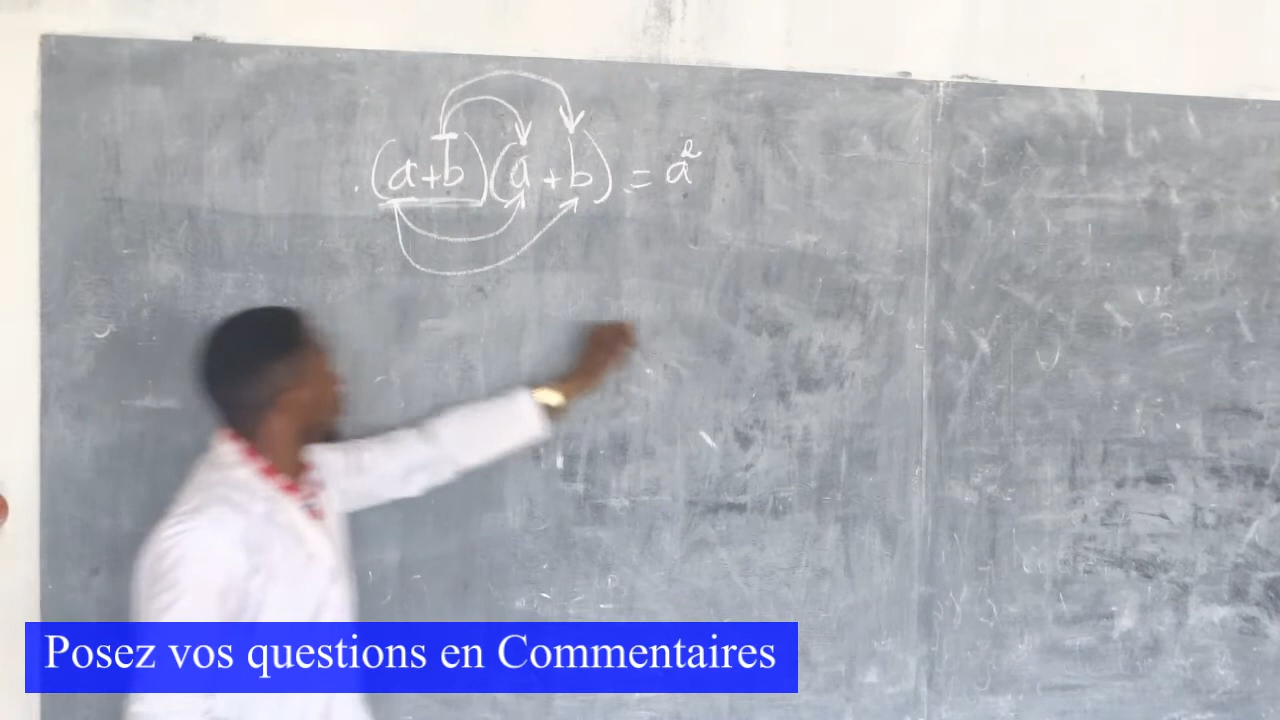 .(a+b)(a+b) = a²
Posez vos questions en Commentaires